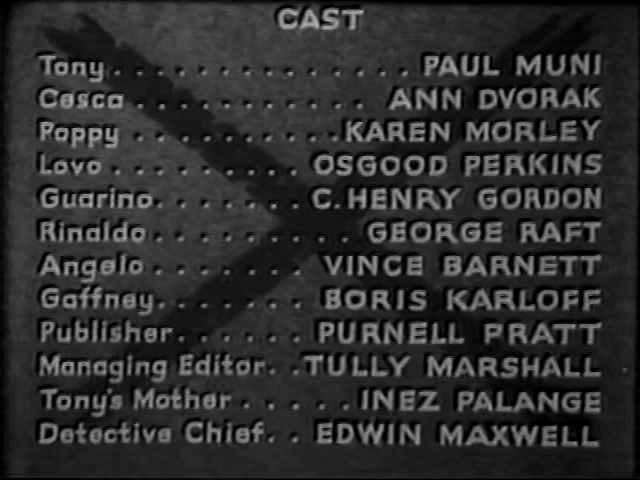 CAST
Tony. . . . . . . . . . . . . . PAUL MUNI
Cesca . . . . . . . . . . . ANN DVORAK
Poppy . . . . . . . . . .KAREN MORLEY
Lovo . . . . . . . . . OSGOOD PERKINS
Guarino. . . . . . . C. HENRY GORDON
Rinaldo. . . . . . . . . GEORGE RAFT
Angelo . . . . . . . VINCE BARNETT
Gaffney. . . . . . . BORIS KARLOFF
Publisher. . . . . . PURNELL PRATT
Managing Editor. .TULLY MARSHALL
Tony's Mother . . . . . INEZ PALANGE
Detective Chief. . EDWIN MAXWELL